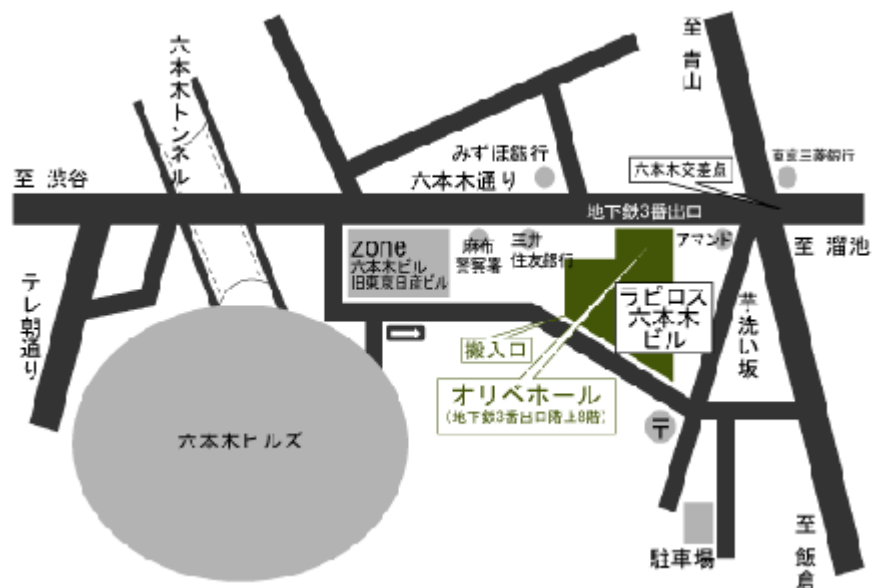 至 青山
六本木トンネル
みずほ銀行
六本木通り
六本木交差点
東京三菱銀行
至 渋谷
地下鉄3番出口
zone
六本木ビル
旧東京日産ビル
麻布
警察署
三井
住友銀行
アマンド
至 溜池
テレ朝通り
ラピロス
六本木
ビル
芋洗い坂
搬入口
オリベホール
(地下鉄3番出口階上8階)
〒
六本木ヒルズ
駐車場
至 飯倉